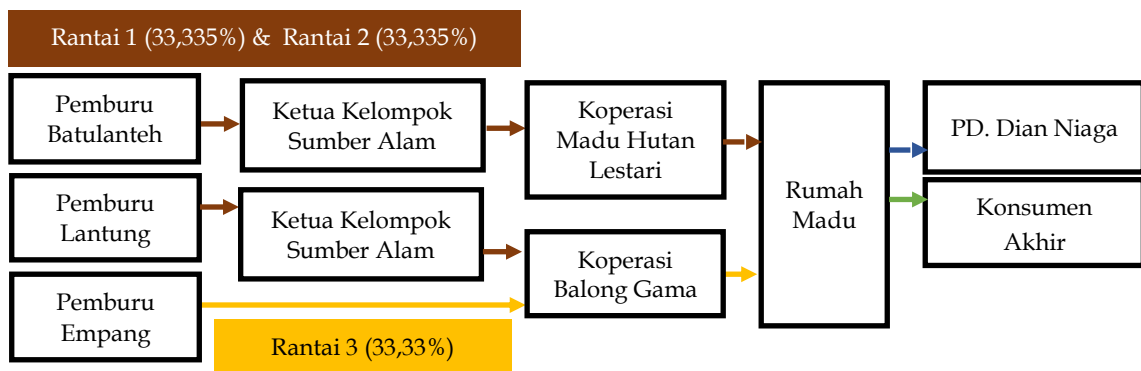 Rantai 1 (33,335%) & Rantai 2 (33,335%)
Pemburu
Batulanteh
Ketua Kelompok
Sumber Alam
Koperasi
Madu Hutan
Lestari
Rumah
Madu
PD. Dian Niaga
Pemburu
Lantung
Ketua Kelompok
Sumber Alam
Konsumen
Akhir
Pemburu
Empang
Koperasi
Balong Gama
Rantai 3 (33,33%)